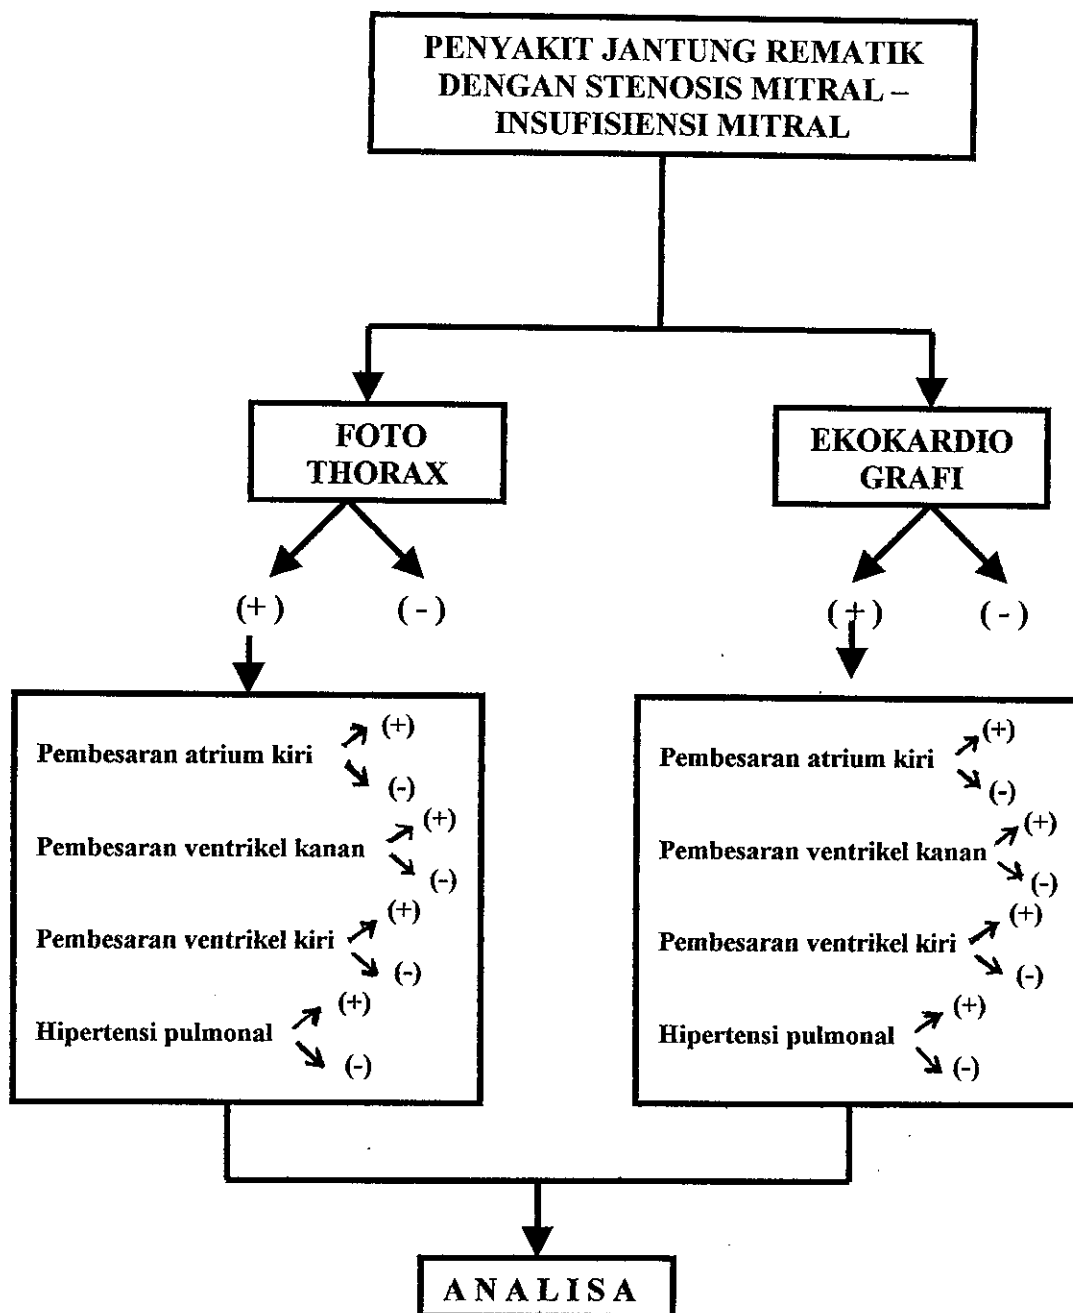 PENYAKIT JANTUNG REMATIK
DENGAN STENOSIS MITRAL –
INSUFISIENSI MITRAL
FOTO
THORAX
EKOKARDIO
GRAFI
(+)
(-)
(+)
(-)
Pembesaran atrium kiri
(+)
(-)
Pembesaran ventrikel kanan
(+)
(-)
Pembesaran ventrikel kiri
(+)
(-)
Hipertensi pulmonal
(+)
(-)
Pembesaran atrium kiri
(+)
(-)
Pembesaran ventrikel kanan
(+)
(-)
Pembesaran ventrikel kiri
(+)
(-)
Hipertensi pulmonal
(+)
(-)
A N A L I S A